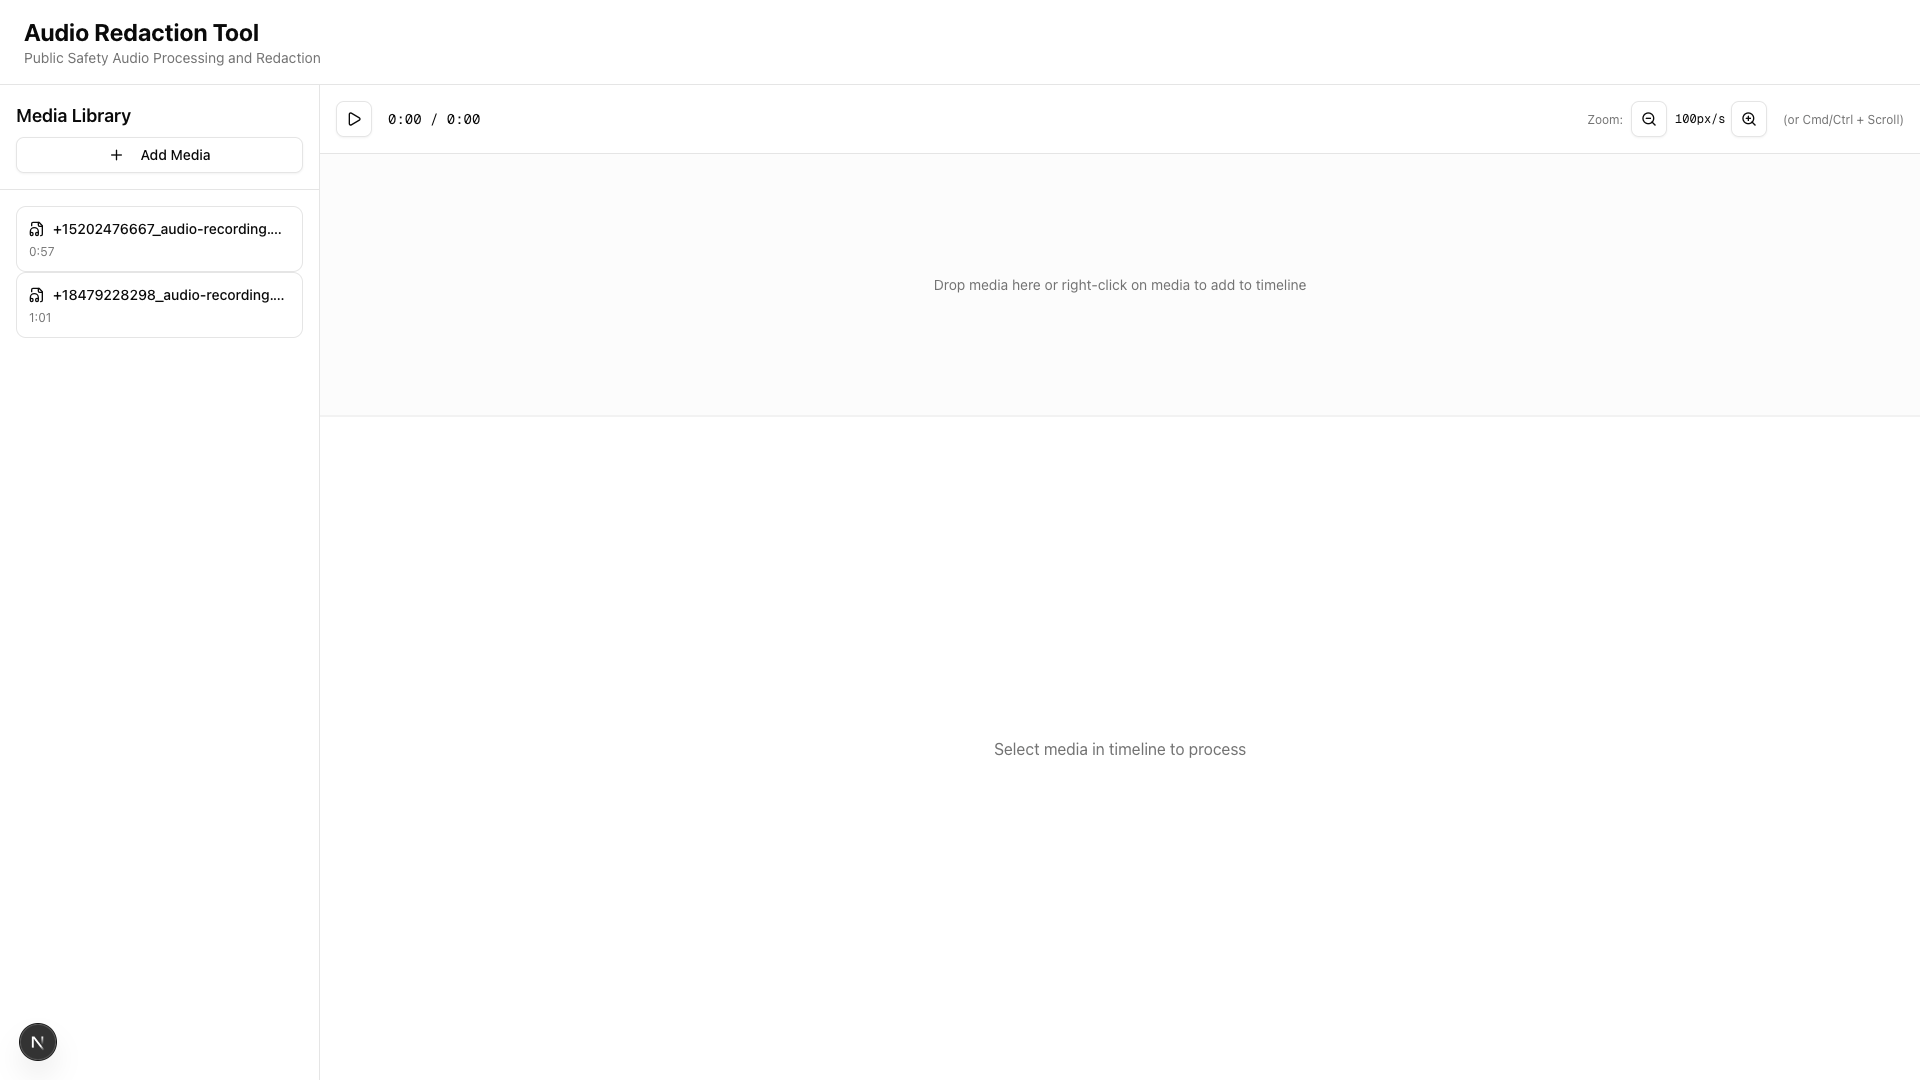 Audio Redaction Tool
Public Safety Audio Processing and Redaction
Media Library
Add Media
+15202476667_audio-recording....
0:57
+18479228298_audio-recording....
1:01
0:00 / 0:00
Zoom: 100px/s (or Cmd/Ctrl + Scroll)
Drop media here or right-click on media to add to timeline
Select media in timeline to process
N